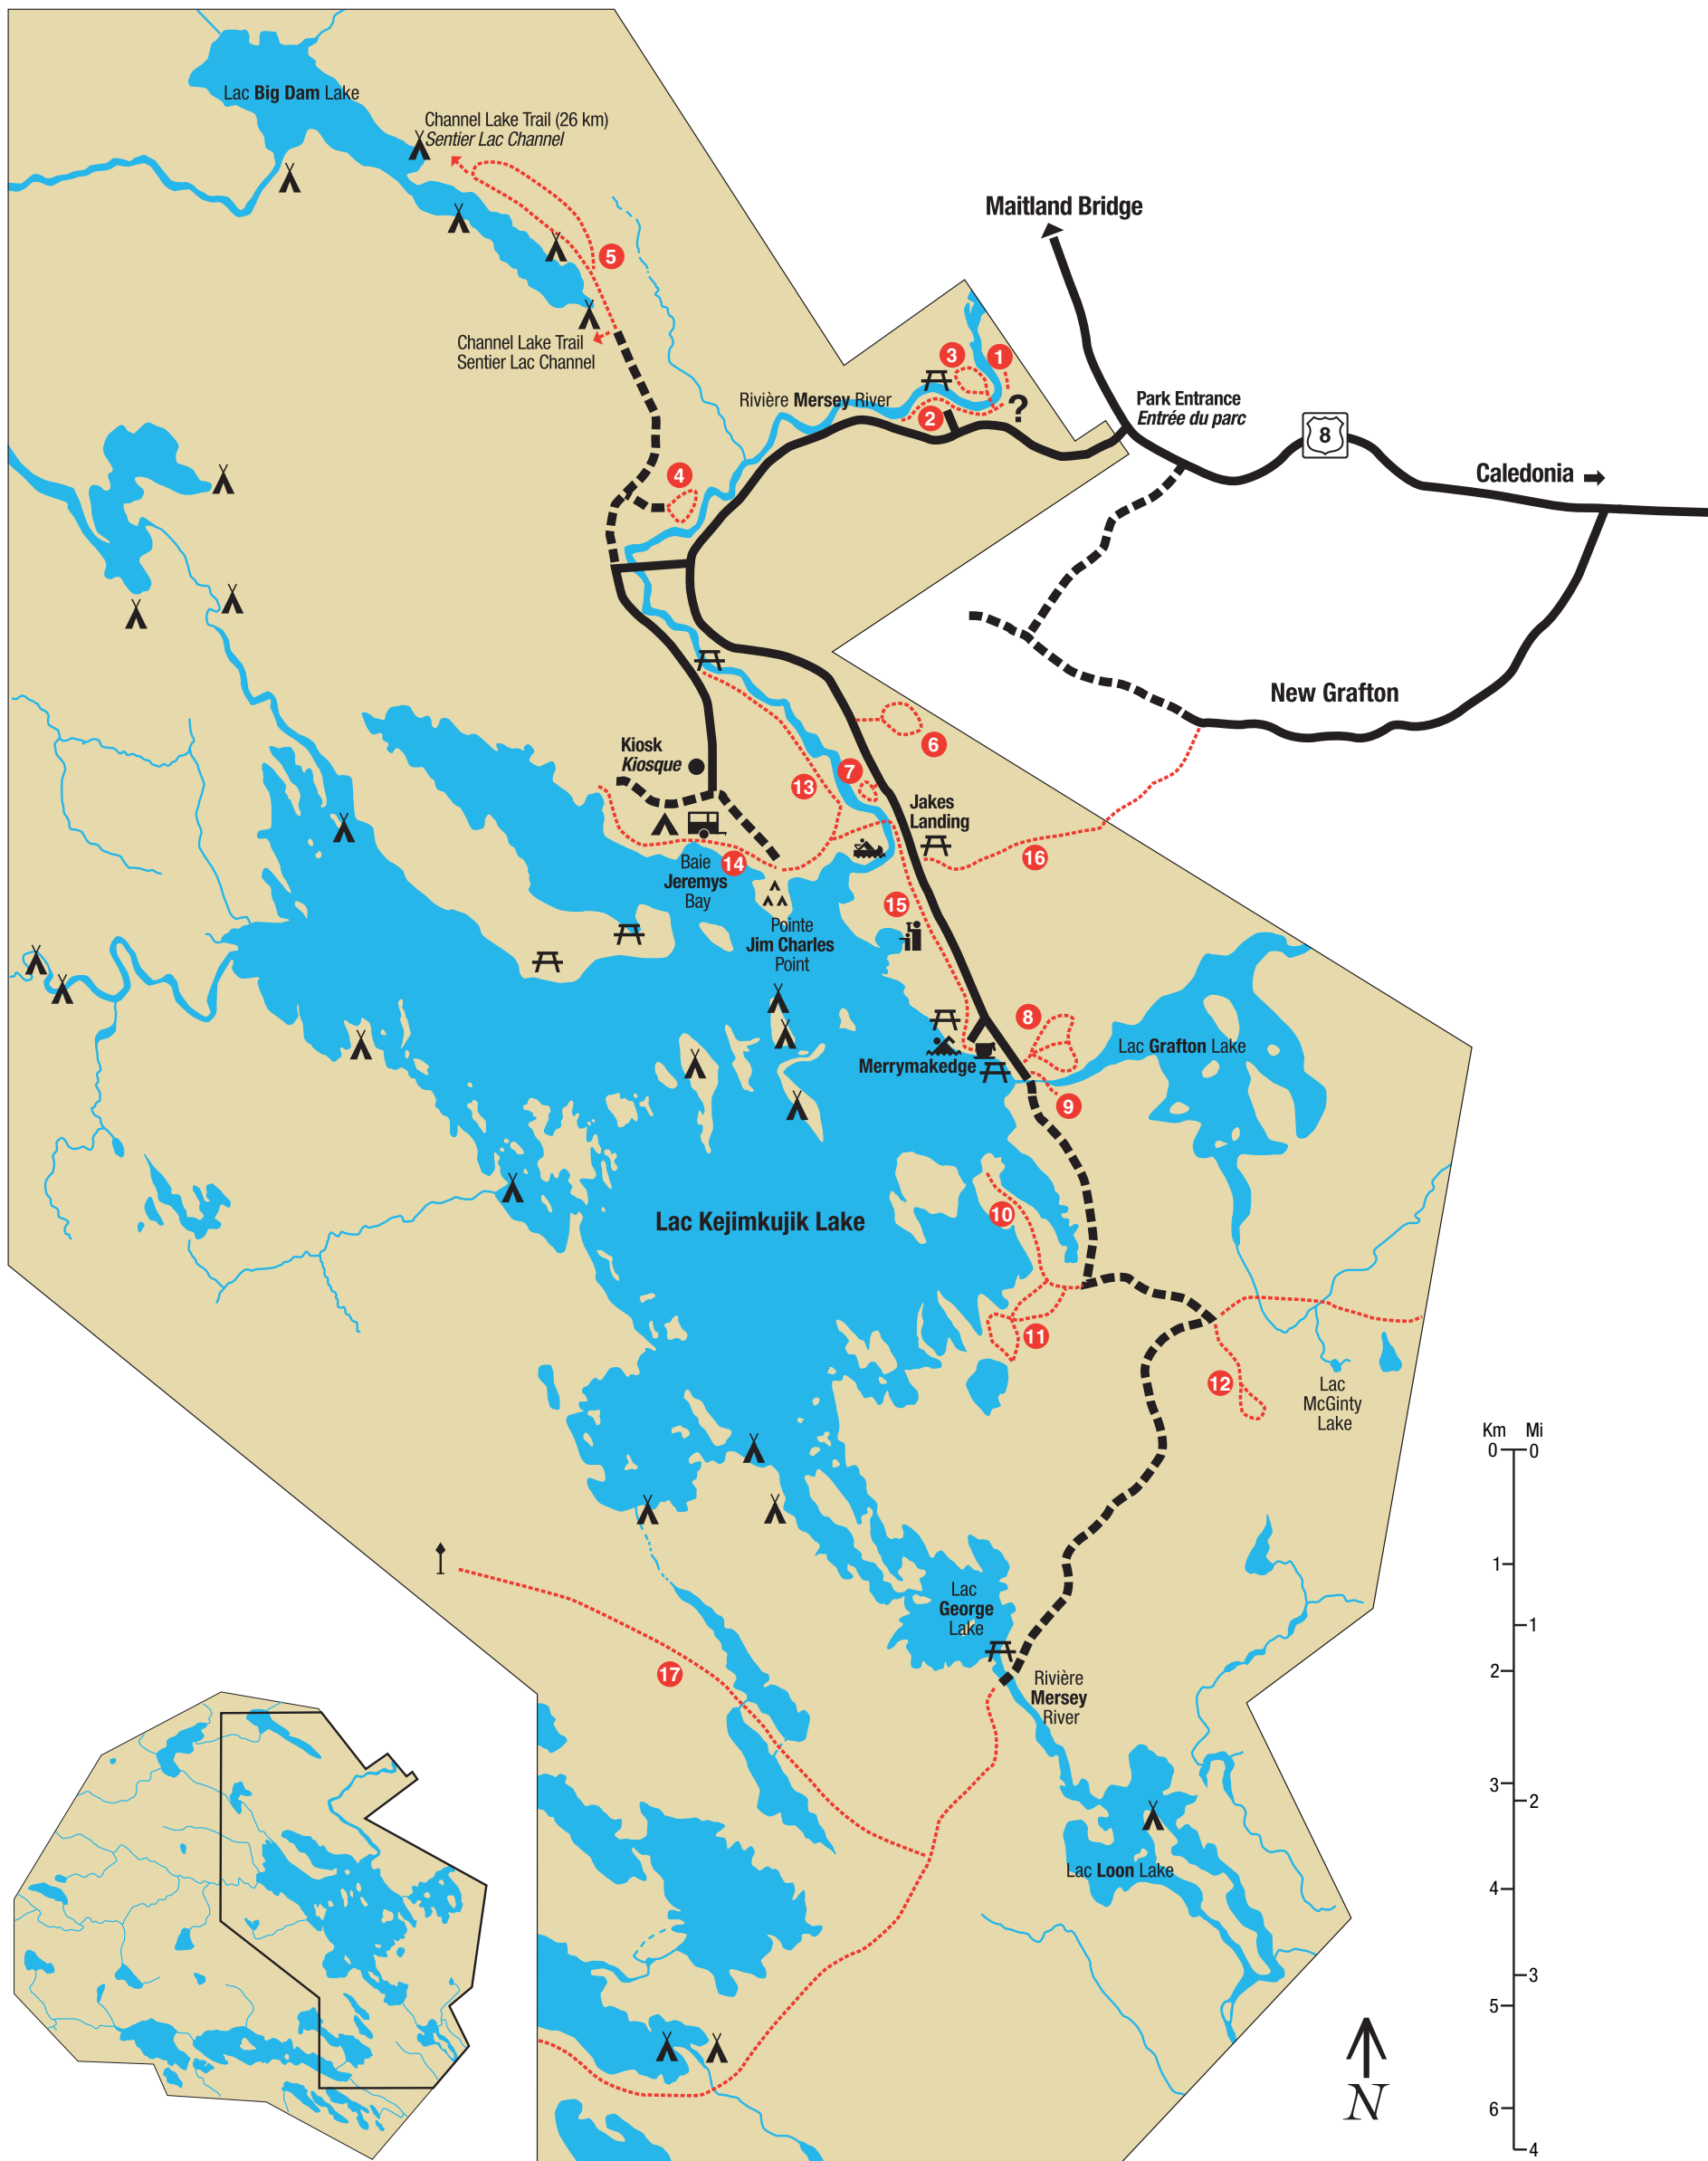 Lac Big Dam Lake
Channel Lake Trail (26 km)
Sentier Lac Channel
5
Channel Lake Trail
Sentier Lac Channel
Maitland Bridge
3
1
Rivière Mersey River
2
?
Park Entrance
Entrée du parc
8
Caledonia
4
New Grafton
6
Kiosk
Kiosque
7
13
Jakes
Landing
14
16
Baie
Jeremys
Bay
15
Pointe
Jim Charles
Point
8
Lac Grafton Lake
Merrymakedge
9
Lac Kejimkujik Lake
10
11
12
Lac
McGinty
Lake
Km Mi
0 0
1
1
2
3
2
4
3
5
6
4
Lac
George
Lake
17
Rivière
Mersey
River
Lac Loon Lake
N